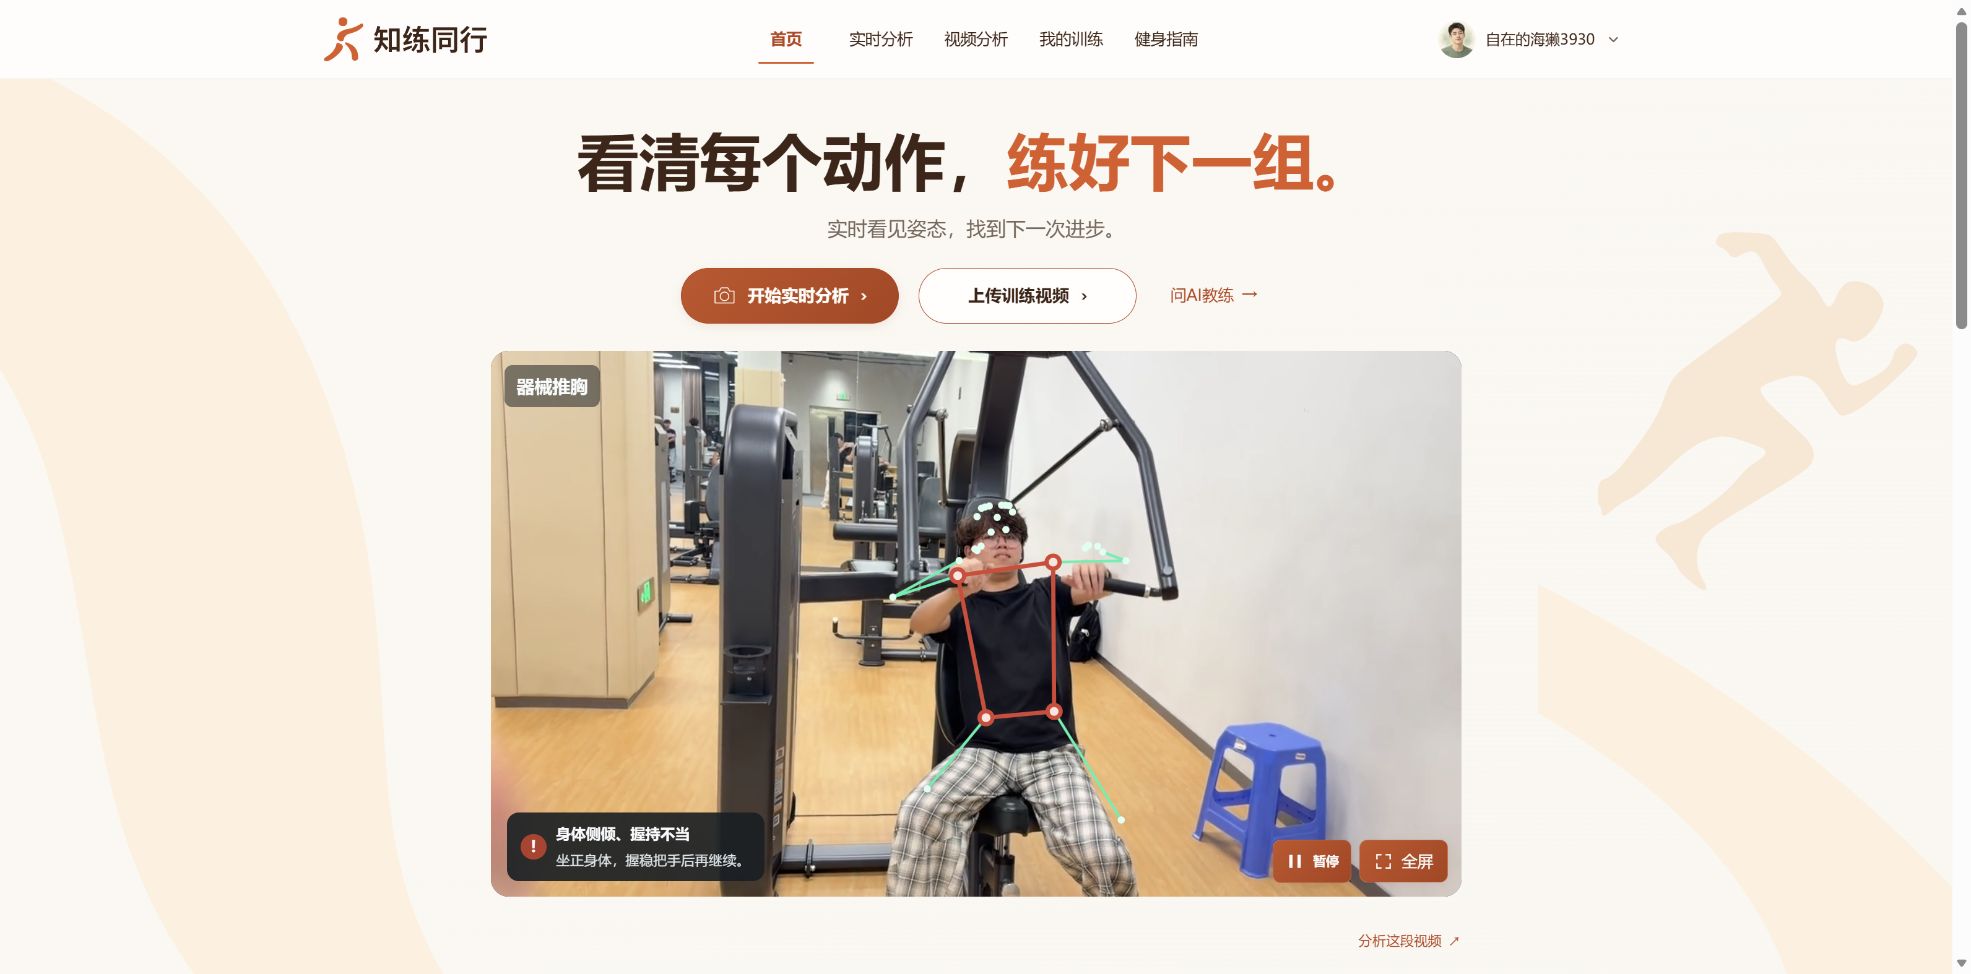 知练同行
首页
实时分析
视频分析
我的训练
健身指南
自在的海獭3930
看清每个动作，练好下一组。
实时看见姿态，找到下一次进步。
开始实时分析 ›
上传训练视频 ›
问AI教练 →
器械推胸
身体侧倾、握持不当
坐正身体，握稳把手后再继续。
暂停
全屏
分析这段视频 ↗